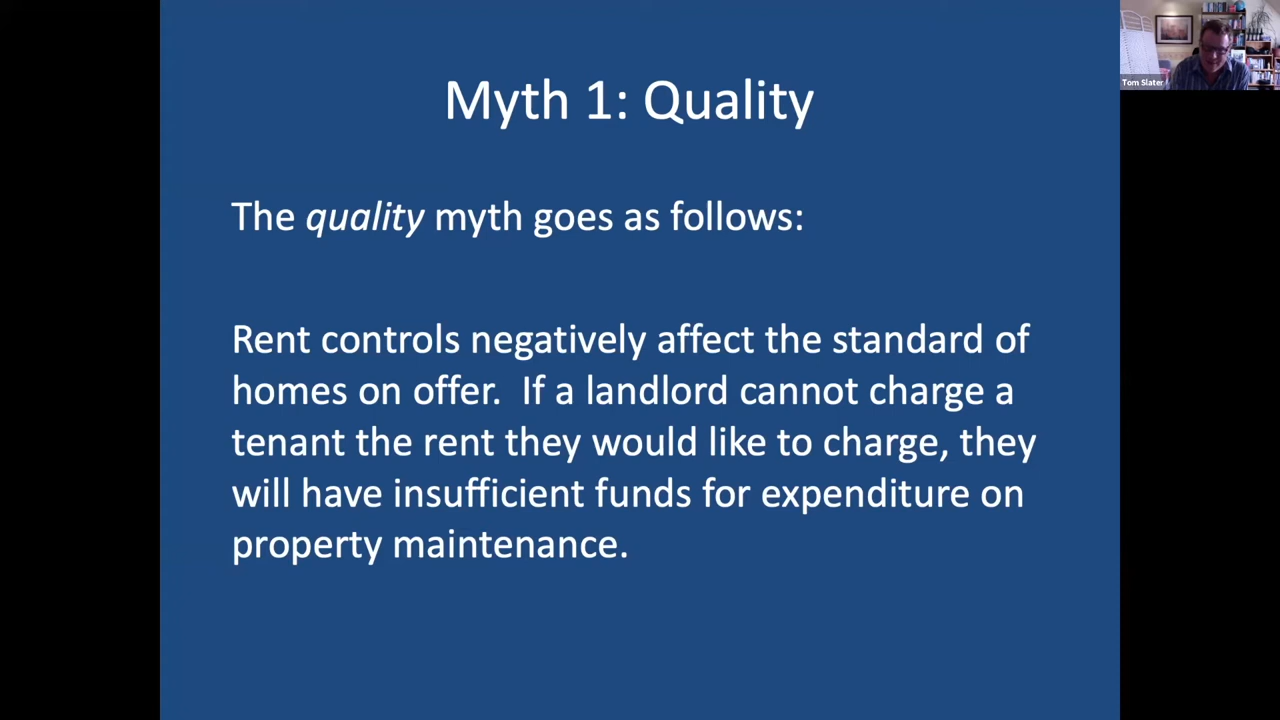 Myth 1: Quality
Tom Slater
The quality myth goes as follows:
Rent controls negatively affect the standard of
homes on offer.  If a landlord cannot charge a
tenant the rent they would like to charge, they
will have insufficient funds for expenditure on
property maintenance.